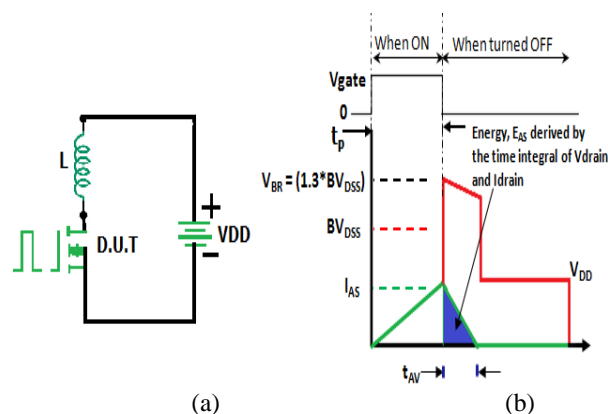 L
D.U.T
+
VDD
−
(a)
When ON
When turned OFF
Vgate
0
tp
Energy, EAS derived by
the time integral of Vdrain
and Idrain
VBR = (1.3*BVDSS)
BVDSS
IAS
VDD
tAV
(b)